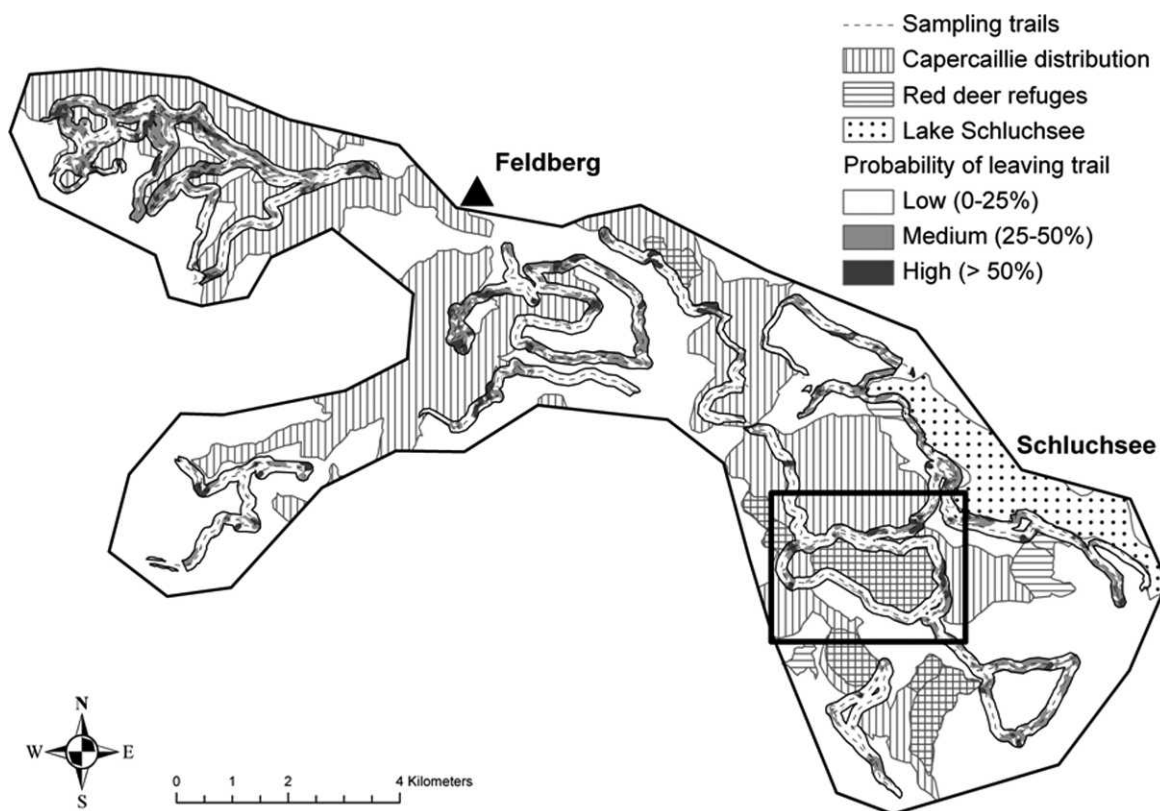 Sampling trails
Capercaillie distribution
Red deer refuges
Lake Schluchsee
Probability of leaving trail
Low (0-25%)
Medium (25-50%)
High (> 50%)
Feldberg
Schluchsee
N
W E
S
0 1 2 4 Kilometers